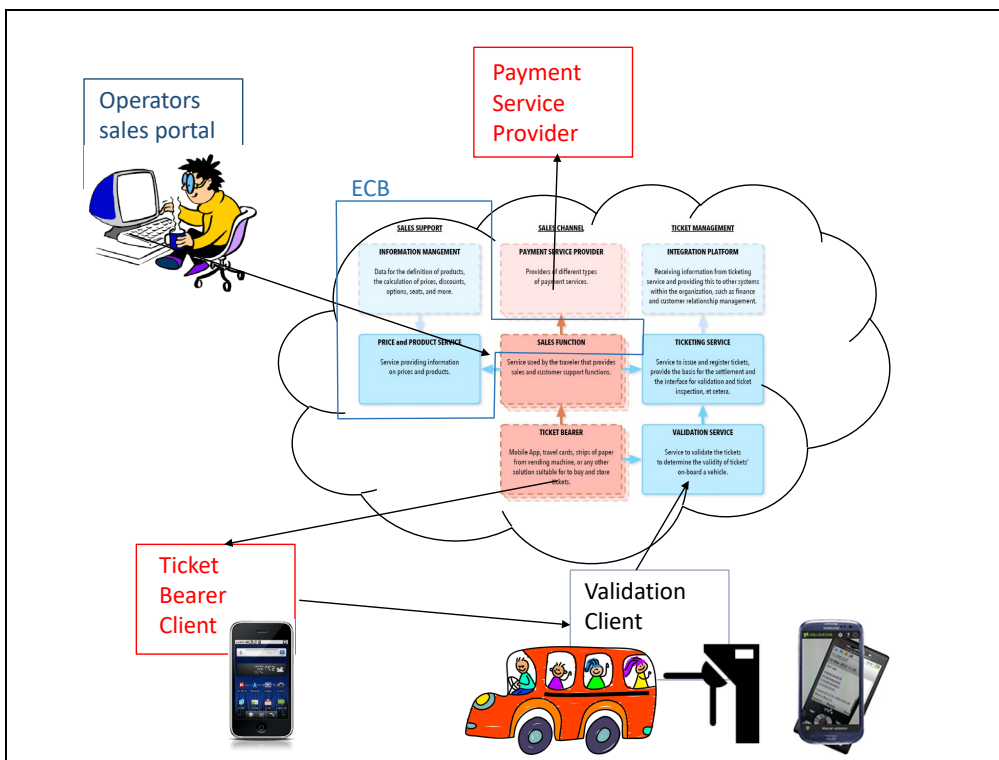 Operators
sales portal
Payment
Service
Provider
ECB
SALES SUPPORT
SALES CHANNEL
TICKET MANAGEMENT
INFORMATION MANGEMENT
Data for the definition of products,
the calculation of prices, discounts,
options, seats, and more.
PAYMENT SERVICE PROVIDER
Providers of different types
of payment services.
INTEGRATION PLATFORM
Receiving information from ticketing
service and providing this to other systems
within the organization, such as finance
and customer relationship management.
PRICE and PRODUCT SERVICE
Service providing information
on prices and products.
SALES FUNCTION
Service used by the traveler that provides
sales and customer support functions.
TICKETING SERVICE
Service to issue and register tickets,
provide the basis for the settlement and
the interface for validation and ticket
inspection, et cetera.
TICKET BEARER
Mobile App, travel cards, strips of paper
from vending machine, or any other
solution suitable for to buy and store
tickets.
VALIDATION SERVICE
Service to validate the tickets
to determine the validity of tickets'
on-board a vehicle.
Ticket
Bearer
Client
Validation
Client